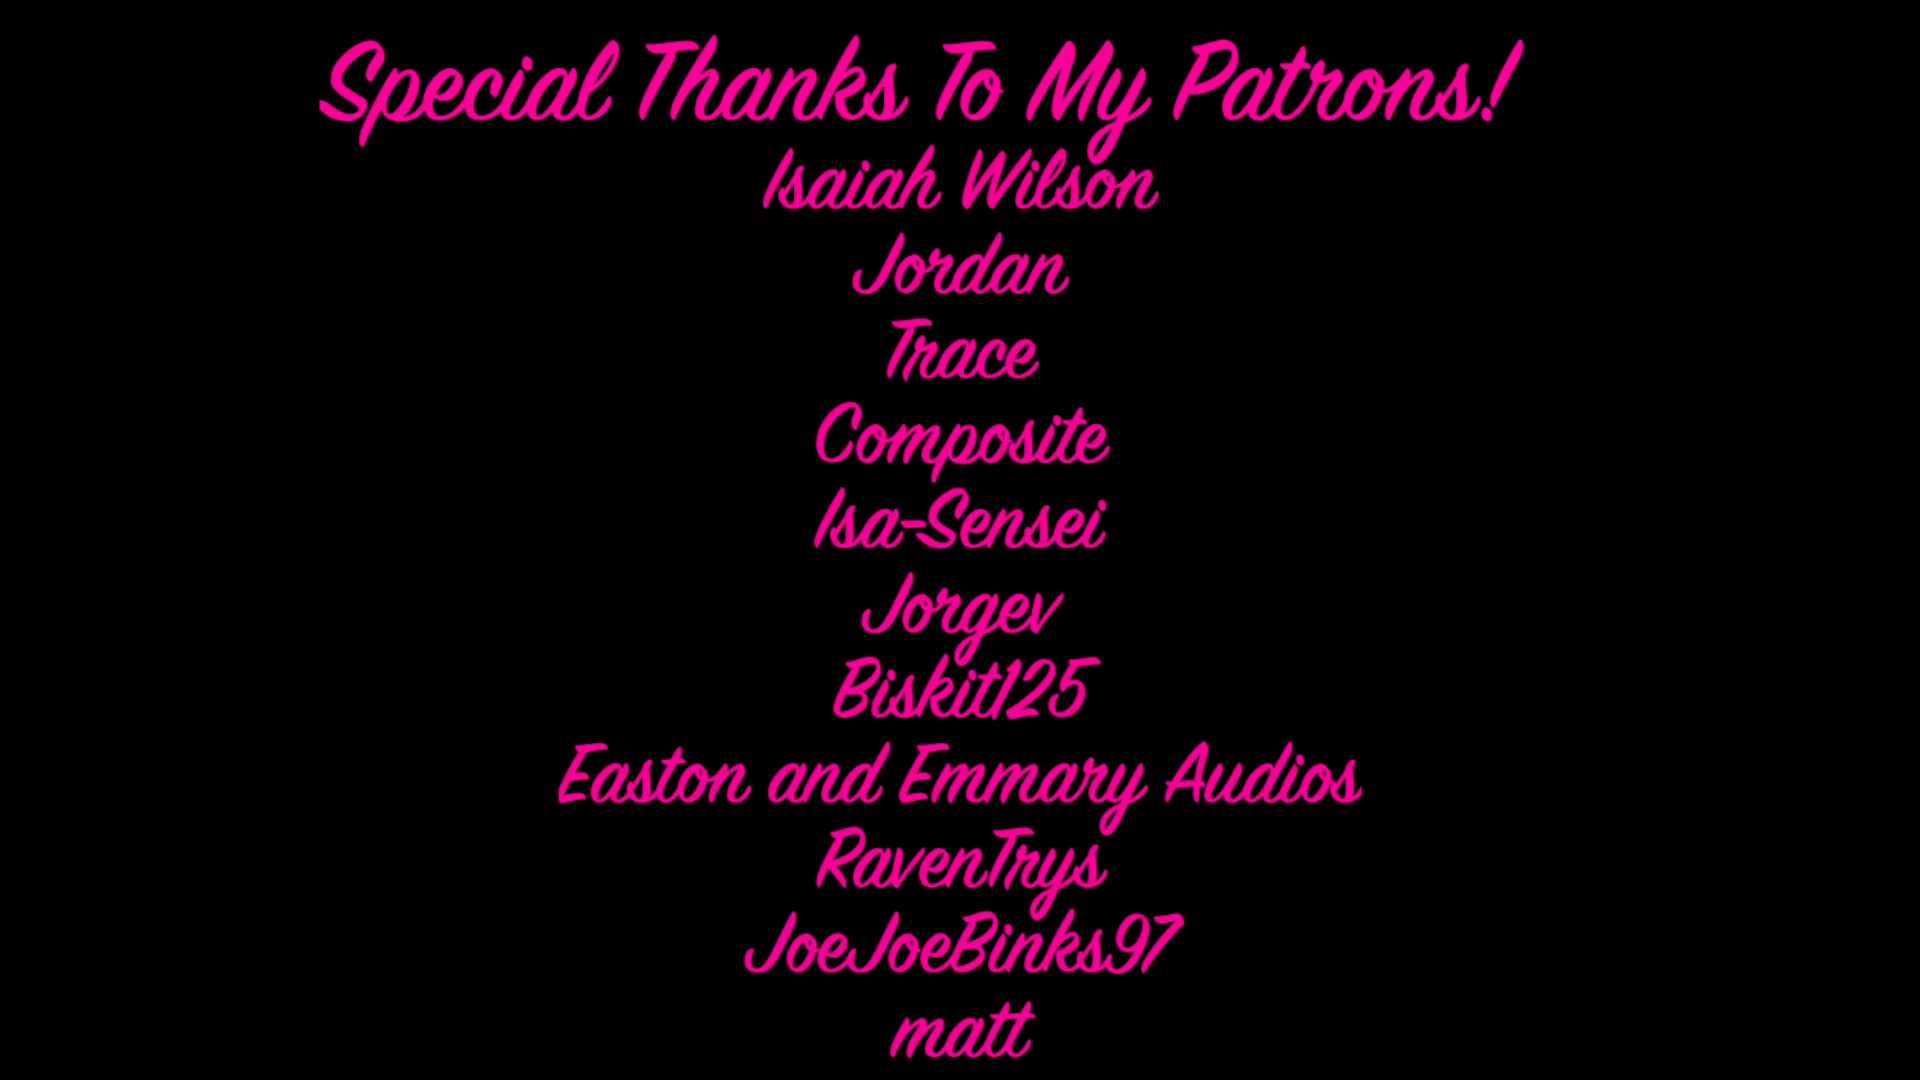 Special Thanks To My Patrons!
Isaiah Wilson
Jordan
Trace
Composite
Isa-Sensei
Jorgev
Biskit125
Easton and Emmary Audios
RavenTrys
JoeJoeBinks97
matt